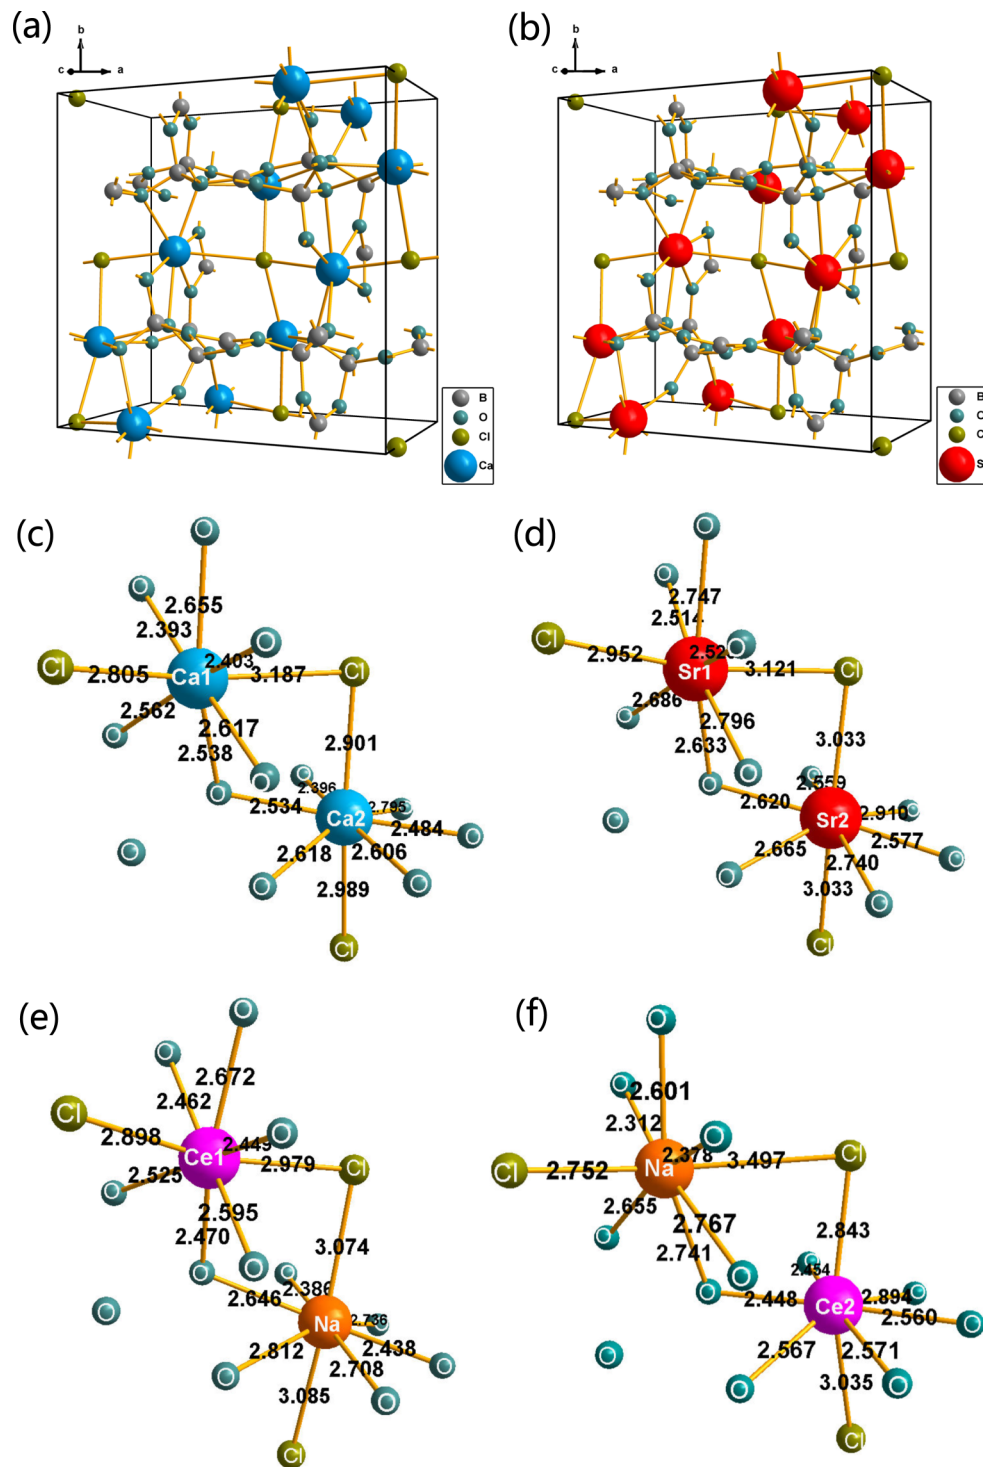 (a)
b
c
a
B
O
Cl
Ca
(b)
b
c
a
B
O
C
S
(c)
O
O
2.655
2.393
O
Cl
2.805
2.403
Ca1
3.187
Cl
2.562
O
2.617
2.538
O
O
2.901
O
2.396
2.534
2.795
O
Ca2
2.484
O
O
2.618
2.606
O
O
2.989
Cl
(d)
O
O
2.747
2.514
Cl
O
2.952
2.52
Sr1
3.121
Cl
2.686
O
2.796
2.633
O
O
3.033
O
2.559
2.620
2.910
O
O
Sr2
2.577
O
2.665
2.740
O
O
3.033
Cl
(e)
O
O
2.672
2.462
Cl
O
2.898
2.449
Ce1
2.979
Cl
2.525
O
2.595
2.470
O
O
3.074
O
2.386
2.646
2.736
O
O
Na
2.438
O
2.812
2.708
O
O
3.085
Cl
(f)
O
O
2.601
2.312
O
Cl
2.752
2.378
Na
3.497
Cl
2.655
O
2.767
2.741
O
O
2.843
O
2.454
2.448
2.894
O
Ce2
2.560
O
O
2.567
2.571
O
O
3.035
Cl